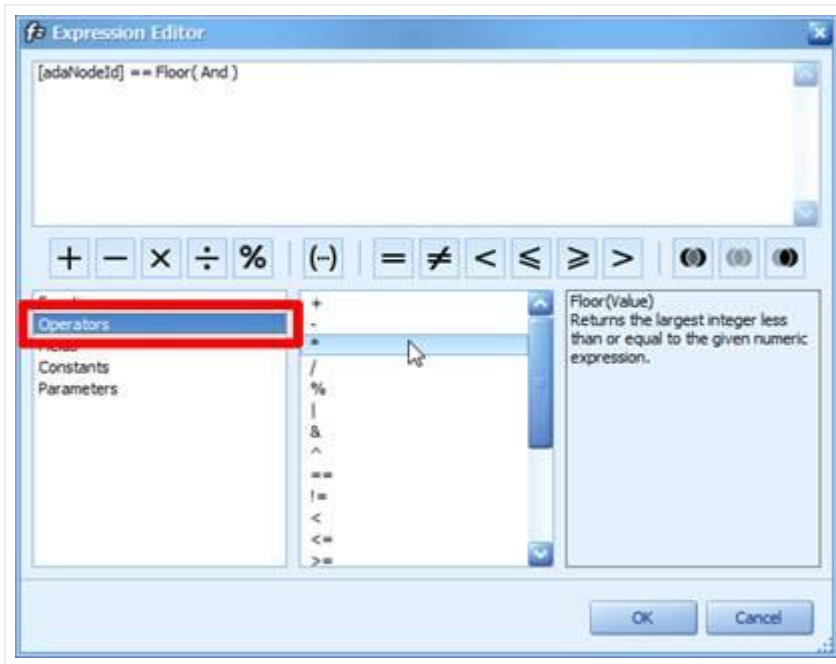 Expression Editor
[adaNodeId] == Floor( And )
+ − × ÷ % (··) = ≠ < ⩽ ⩾ >
Operators
Fields
Constants
Parameters
+
-
*
/
%
|
&
^
==
!=
<
<=
>=
Floor(Value)
Returns the largest integer less
than or equal to the given numeric
expression.
OK
Cancel